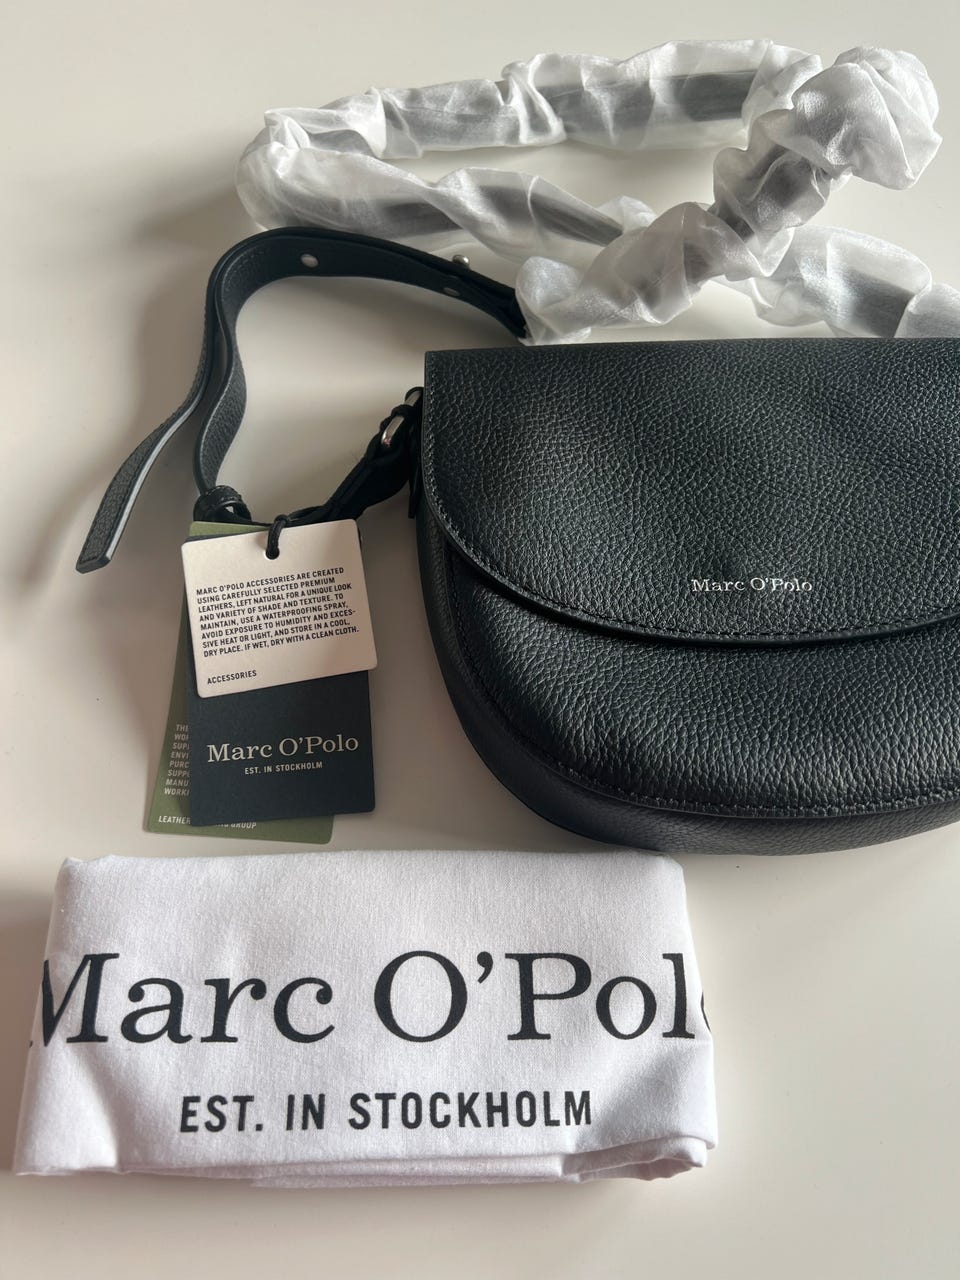 Marc O'Polo
MARC O'POLO ACCESSORIES ARE CREATED
USING CAREFULLY SELECTED PREMIUM
LEATHERS, LEFT NATURAL FOR A UNIQUE LOOK
AND VARIETY OF SHADE AND TEXTURE. TO
MAINTAIN, USE A WATERPROOFING SPRAY,
AVOID EXPOSURE TO HUMIDITY AND EXCES-
SIVE HEAT OR LIGHT, AND STORE IN A COOL,
DRY PLACE. IF WET, DRY WITH A CLEAN CLOTH.
ACCESSORIES
Marc O'Polo
EST. IN STOCKHOLM
LEATHER
GROUP
Marc O'Polo
EST. IN STOCKHOLM